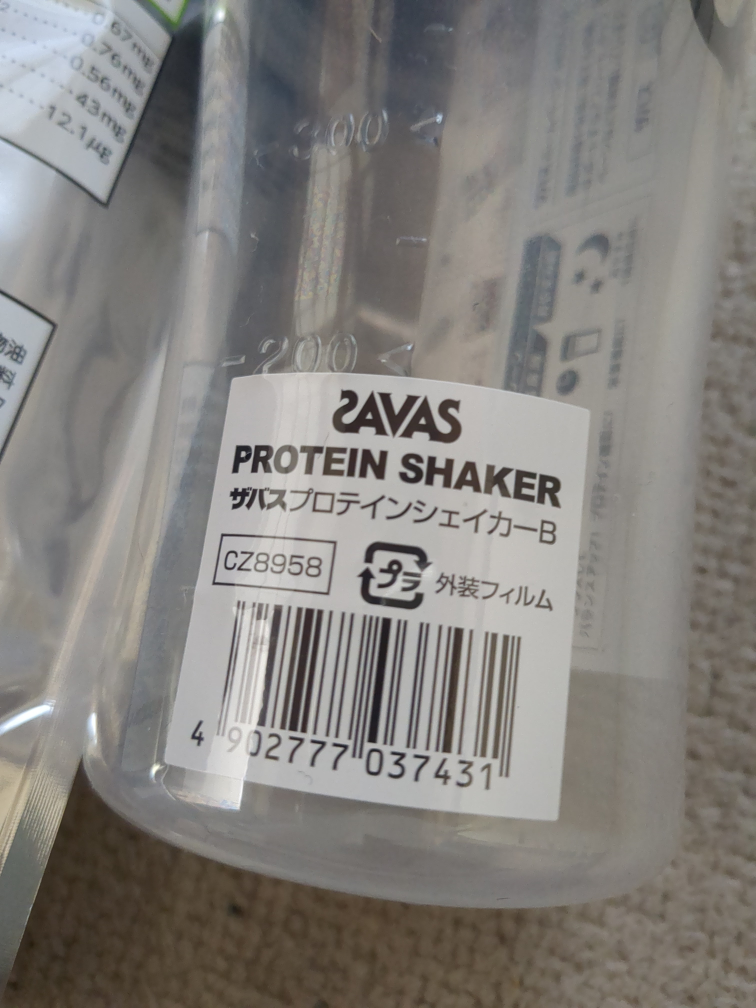 0.67mg
0.76mg
0.56mg
43mg
12.1μg
料
300
200
SAVAS
PROTEIN SHAKER
ザバスプロテインシェイカーB
CZ8958
プラ 外装フィルム
4 902777 037431